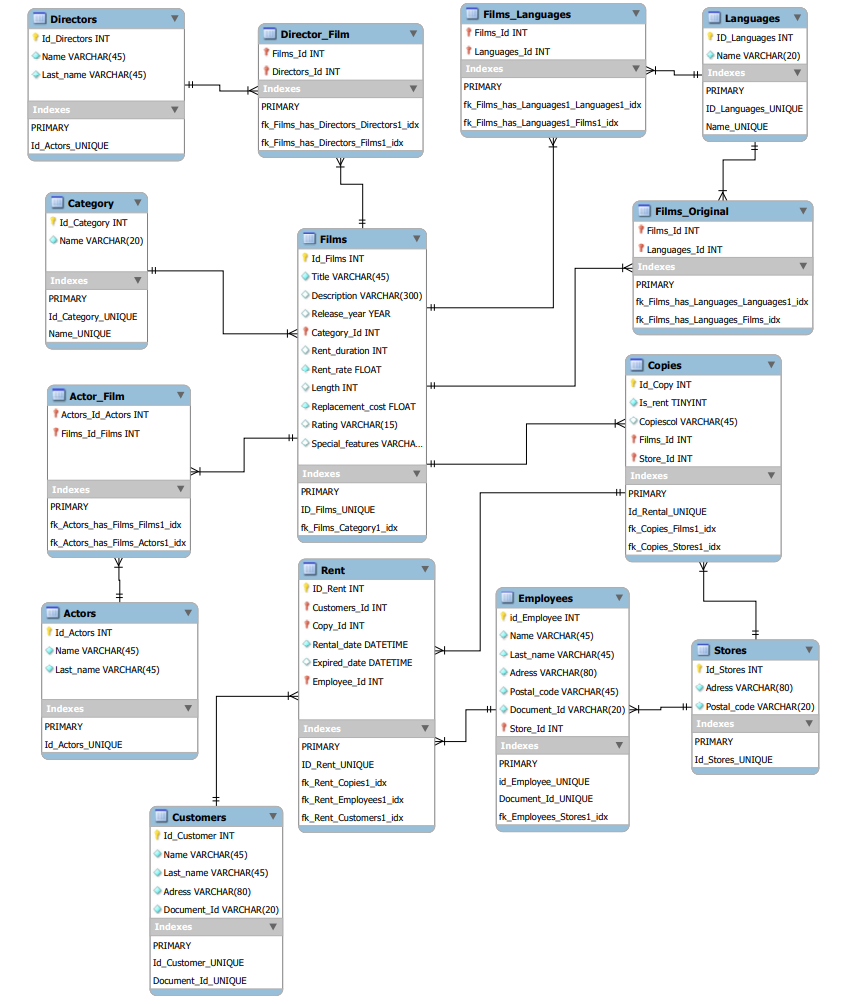 Directors
Id_Directors INT
Name VARCHAR(45)
Last_name VARCHAR(45)
Indexes
PRIMARY
Id_Actors_UNIQUE
Director_Film
Films_Id INT
Directors_Id INT
Indexes
PRIMARY
fk_Films_has_Directors_Directors1_idx
fk_Films_has_Directors_Films1_idx
Films_Languages
Films_Id INT
Languages_Id INT
Indexes
PRIMARY
fk_Films_has_Languages1_Languages1_idx
fk_Films_has_Languages1_Films1_idx
Languages
ID_Languages INT
Name VARCHAR(20)
Indexes
PRIMARY
ID_Languages_UNIQUE
Name_UNIQUE
Category
Id_Category INT
Name VARCHAR(20)
Indexes
PRIMARY
Id_Category_UNIQUE
Name_UNIQUE
Films
Id_Films INT
Title VARCHAR(45)
Description VARCHAR(300)
Release_year YEAR
Category_Id INT
Rent_duration INT
Rent_rate FLOAT
Length INT
Replacement_cost FLOAT
Rating VARCHAR(15)
Special_features VARCHA...
Indexes
PRIMARY
ID_Films_UNIQUE
fk_Films_Category1_idx
Films_Original
Films_Id INT
Languages_Id INT
Indexes
PRIMARY
fk_Films_has_Languages_Languages1_idx
fk_Films_has_Languages_Films_idx
Copies
Id_Copy INT
Is_rent TINYINT
Copiescol VARCHAR(45)
Films_Id INT
Store_Id INT
Indexes
PRIMARY
Id_Rental_UNIQUE
fk_Copies_Films1_idx
fk_Copies_Stores1_idx
Actor_Film
Actors_Id_Actors INT
Films_Id_Films INT
Indexes
PRIMARY
fk_Actors_has_Films_Films1_idx
fk_Actors_has_Films_Actors1_idx
Actors
Id_Actors INT
Name VARCHAR(45)
Last_name VARCHAR(45)
Indexes
PRIMARY
Id_Actors_UNIQUE
Rent
ID_Rent INT
Customers_Id INT
Copy_Id INT
Rental_date DATETIME
Expired_date DATETIME
Employee_Id INT
Indexes
PRIMARY
ID_Rent_UNIQUE
fk_Rent_Copies1_idx
fk_Rent_Employees1_idx
fk_Rent_Customers1_idx
Employees
id_Employee INT
Name VARCHAR(45)
Last_name VARCHAR(45)
Adress VARCHAR(80)
Postal_code VARCHAR(45)
Document_Id VARCHAR(20)
Store_Id INT
Indexes
PRIMARY
id_Employee_UNIQUE
Document_Id_UNIQUE
fk_Employees_Stores1_idx
Stores
Id_Stores INT
Adress VARCHAR(80)
Postal_code VARCHAR(20)
Indexes
PRIMARY
Id_Stores_UNIQUE
Customers
Id_Customer INT
Name VARCHAR(45)
Last_name VARCHAR(45)
Adress VARCHAR(80)
Document_Id VARCHAR(20)
Indexes
PRIMARY
Id_Customer_UNIQUE
Document_Id_UNIQUE